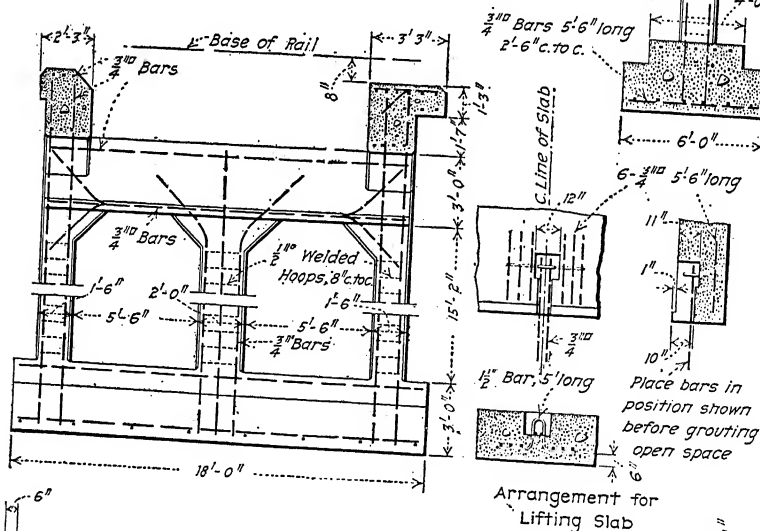 2'-3"
Base of Rail
3'3"
3/4"□ Bars
8"
1'-3"
1'-7"
3'-0"
3/4"□ Bars
1/2"° Welded
Hoops, 8"c.toc.
15'-2"
1'-6"
2'-0"
1'-6"
5'-6"
5'-6"
3/4"□ Bars
3'-0"
18'-0"
6"
3/4"□ Bars 5'-6" long
2'-6"c. to c.
6'-0"
C. Line of Slab
12"
6-3/4"□ 5'-6"long
11"
1"
10"
3/4"□
1 1/2" Bar, 5' long
Place bars in
position shown
before grouting
open space
6"
Arrangement for
Lifting Slab